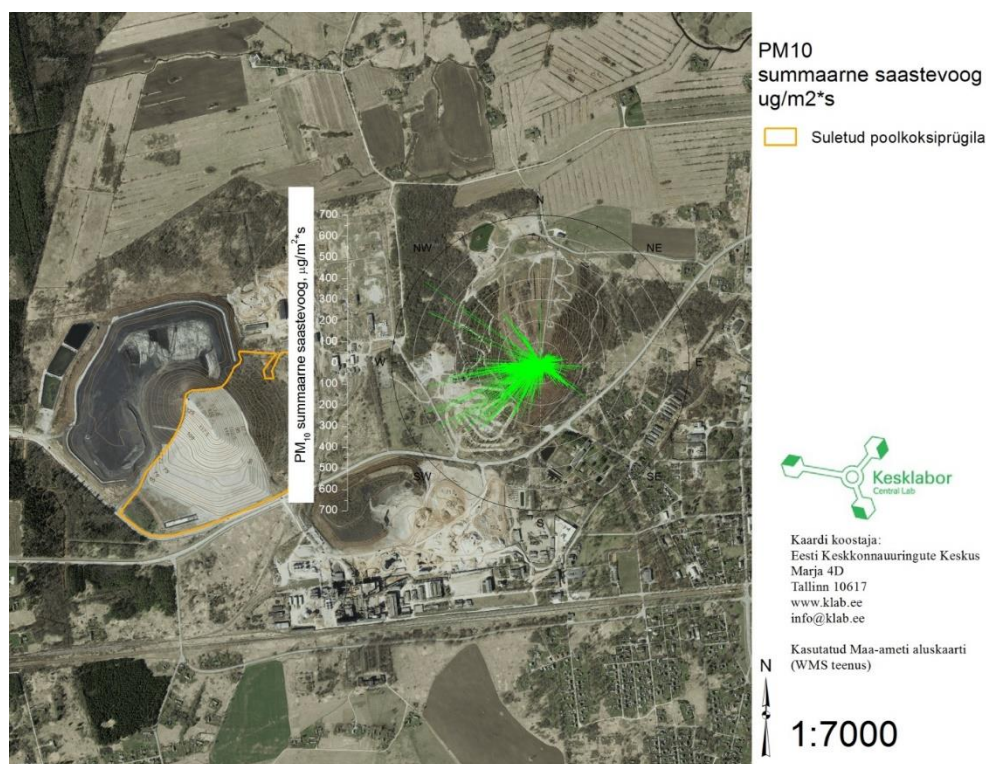 PM10
summaarne saastevoog
ug/m2*s
Suletud poolkoksiprügila
PM10 summaarne saastevoog, µg/m2*s
700
600
500
400
300
200
100
0
100
200
300
400
500
600
700
N
NW
NE
W
E
SW
SE
S
Kesklabor
Central Lab
Kaardi koostaja:
Eesti Keskkonnauuringute Keskus
Marja 4D
Tallinn 10617
www.klab.ee
info@klab.ee
Kasutatud Maa-ameti aluskaarti
(WMS teenus)
N
1:7000